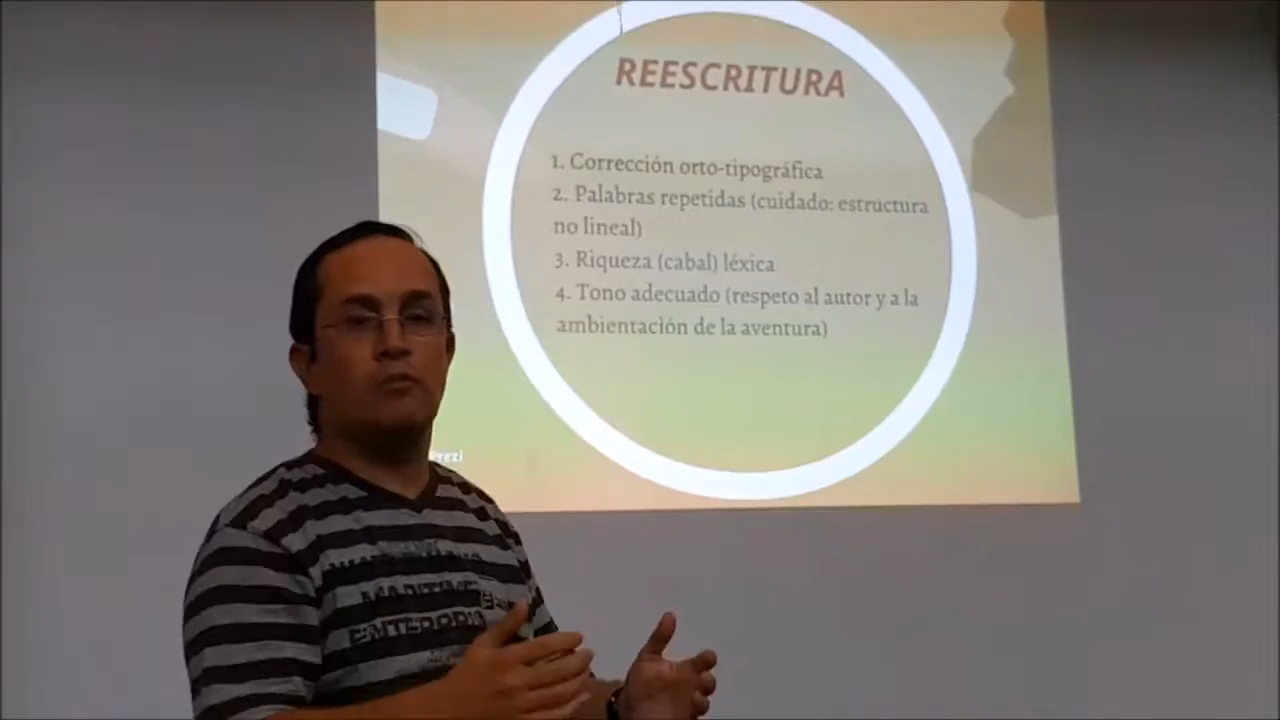 REESCRITURA
1. Corrección orto-tipográfica
2. Palabras repetidas (cuidado: estructura
no lineal)
3. Riqueza (cabal) léxica
4. Tono adecuado (respeto al autor y a la
ambientación de la aventura)
MARITIME